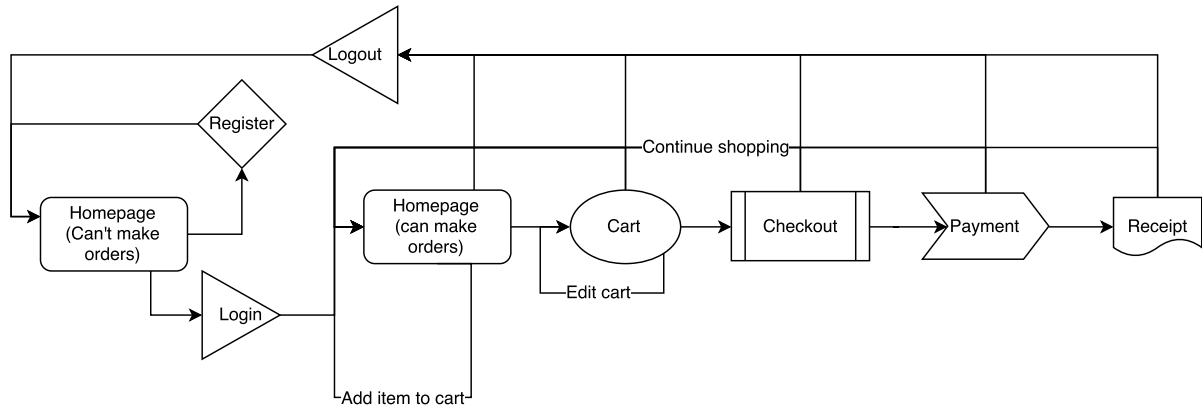 Logout
Register
Continue shopping
Homepage
(Can't make
orders)
Homepage
(can make
orders)
Cart
Checkout
Payment
Receipt
Edit cart
Login
Add item to cart